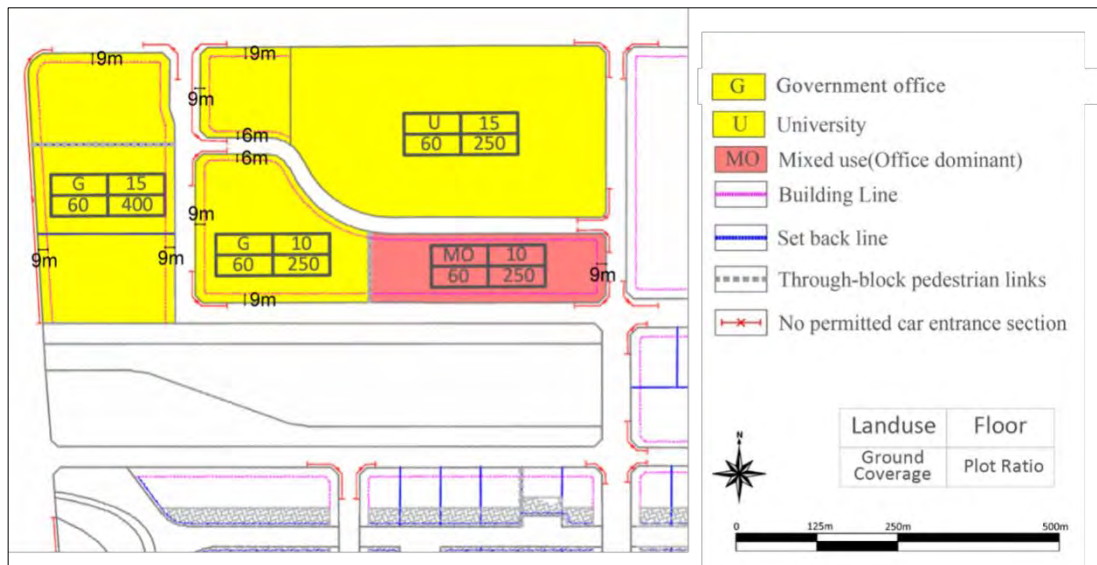 9m
9m
9m
6m
6m
U 15
60 250
G 15
60 400
9m
9m
9m
G 10
60 250
MO 10
60 250
9m
9m
G Government office
U University
MO Mixed use(Office dominant)
Building Line
Set back line
Through-block pedestrian links
No permitted car entrance section
Landuse Floor
Ground Coverage Plot Ratio
N
0 125m 250m 500m